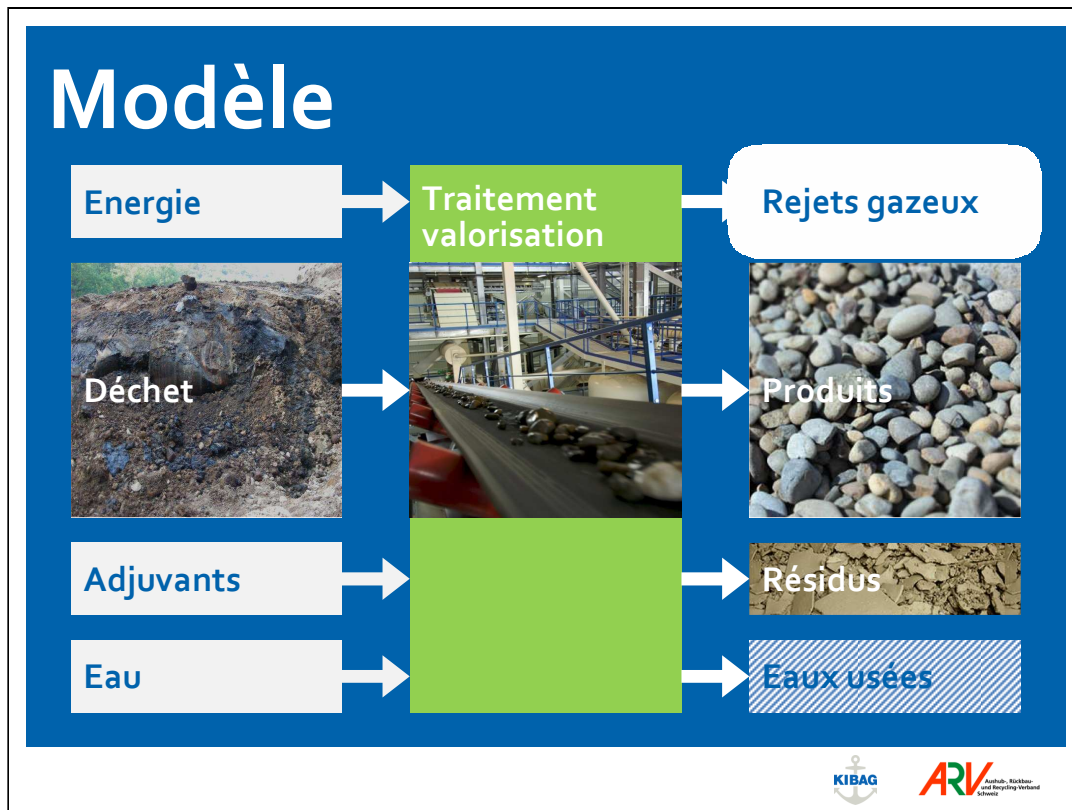 Modèle
Energie
Traitement
valorisation
Rejets gazeux
Déchet
Produits
Adjuvants
Résidus
Eau
Eaux usées
KIBAG
ARV
Aushub-, Rückbau-
und Recycling-Verband
Schweiz